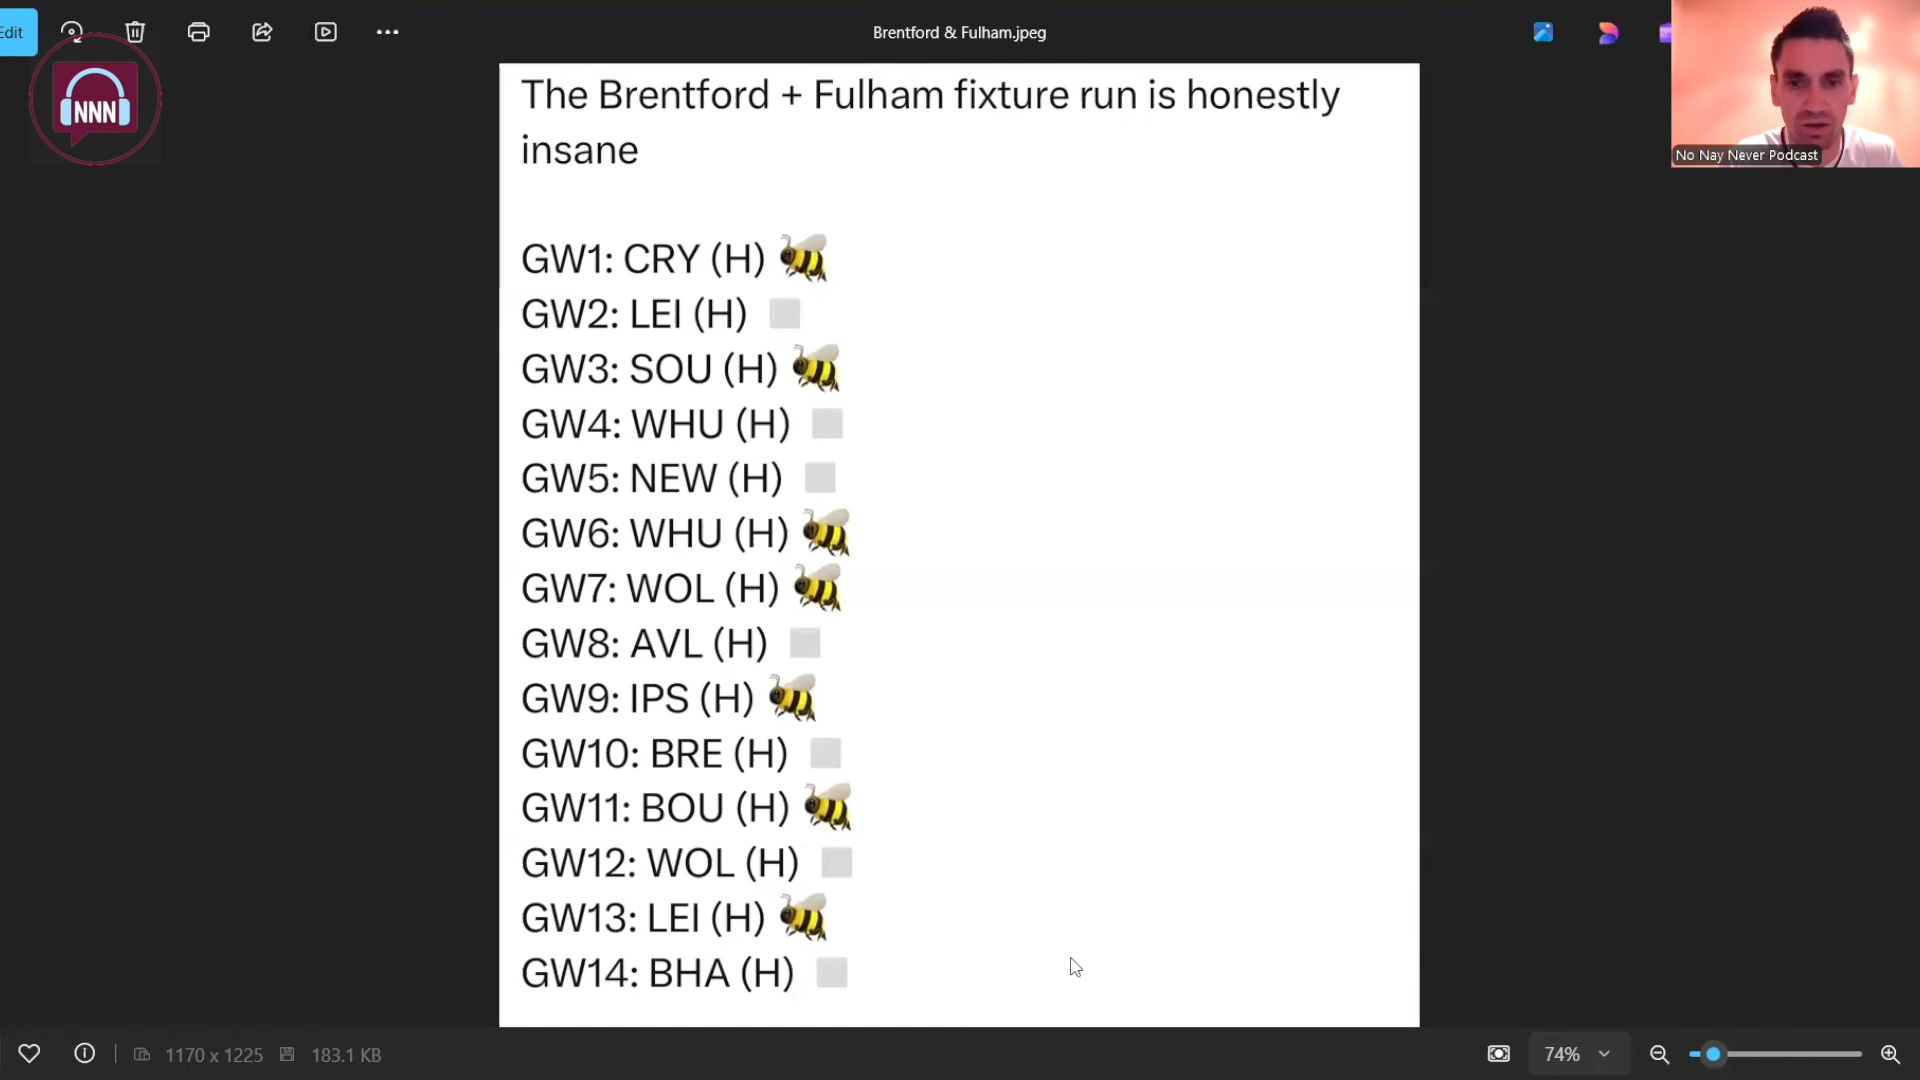 Edit
Brentford & Fulham.jpeg
NNN
No Nay Never Podcast
The Brentford + Fulham fixture run is honestly
insane
GW1: CRY (H) 🐝
GW2: LEI (H) ⬜
GW3: SOU (H) 🐝
GW4: WHU (H) ⬜
GW5: NEW (H) ⬜
GW6: WHU (H) 🐝
GW7: WOL (H) 🐝
GW8: AVL (H) ⬜
GW9: IPS (H) 🐝
GW10: BRE (H) ⬜
GW11: BOU (H) 🐝
GW12: WOL (H) ⬜
GW13: LEI (H) 🐝
GW14: BHA (H) ⬜
1170 x 1225 183.1 KB 74%